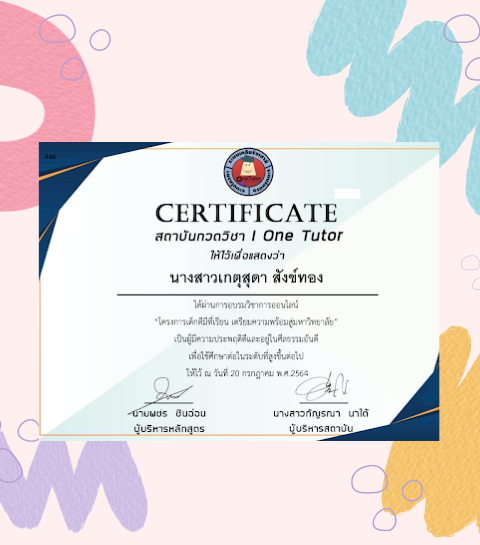 CERTIFICATE
สถาบันกวดวิชา I One Tutor
ให้ไว้เพื่อแสดงว่า
นางสาวเกตุสุดา สังข์ทอง
ได้ผ่านการอบรมวิชาการออนไลน์
"โครงการเด็กดีมีที่เรียน เตรียมความพร้อมสู่มหาวิทยาลัย"
เป็นผู้มีความประพฤติดีและอยู่ในศีลธรรมอันดี
เพื่อใช้ศึกษาต่อในระดับที่สูงขึ้นต่อไป
ให้ไว้ ณ วันที่ 20 กรกฎาคม พ.ศ.2564
นายพชร ชินอ่อน นางสาวกัญรณา นาใต้
ผู้บริหารหลักสูตร ผู้บริหารสถาบัน